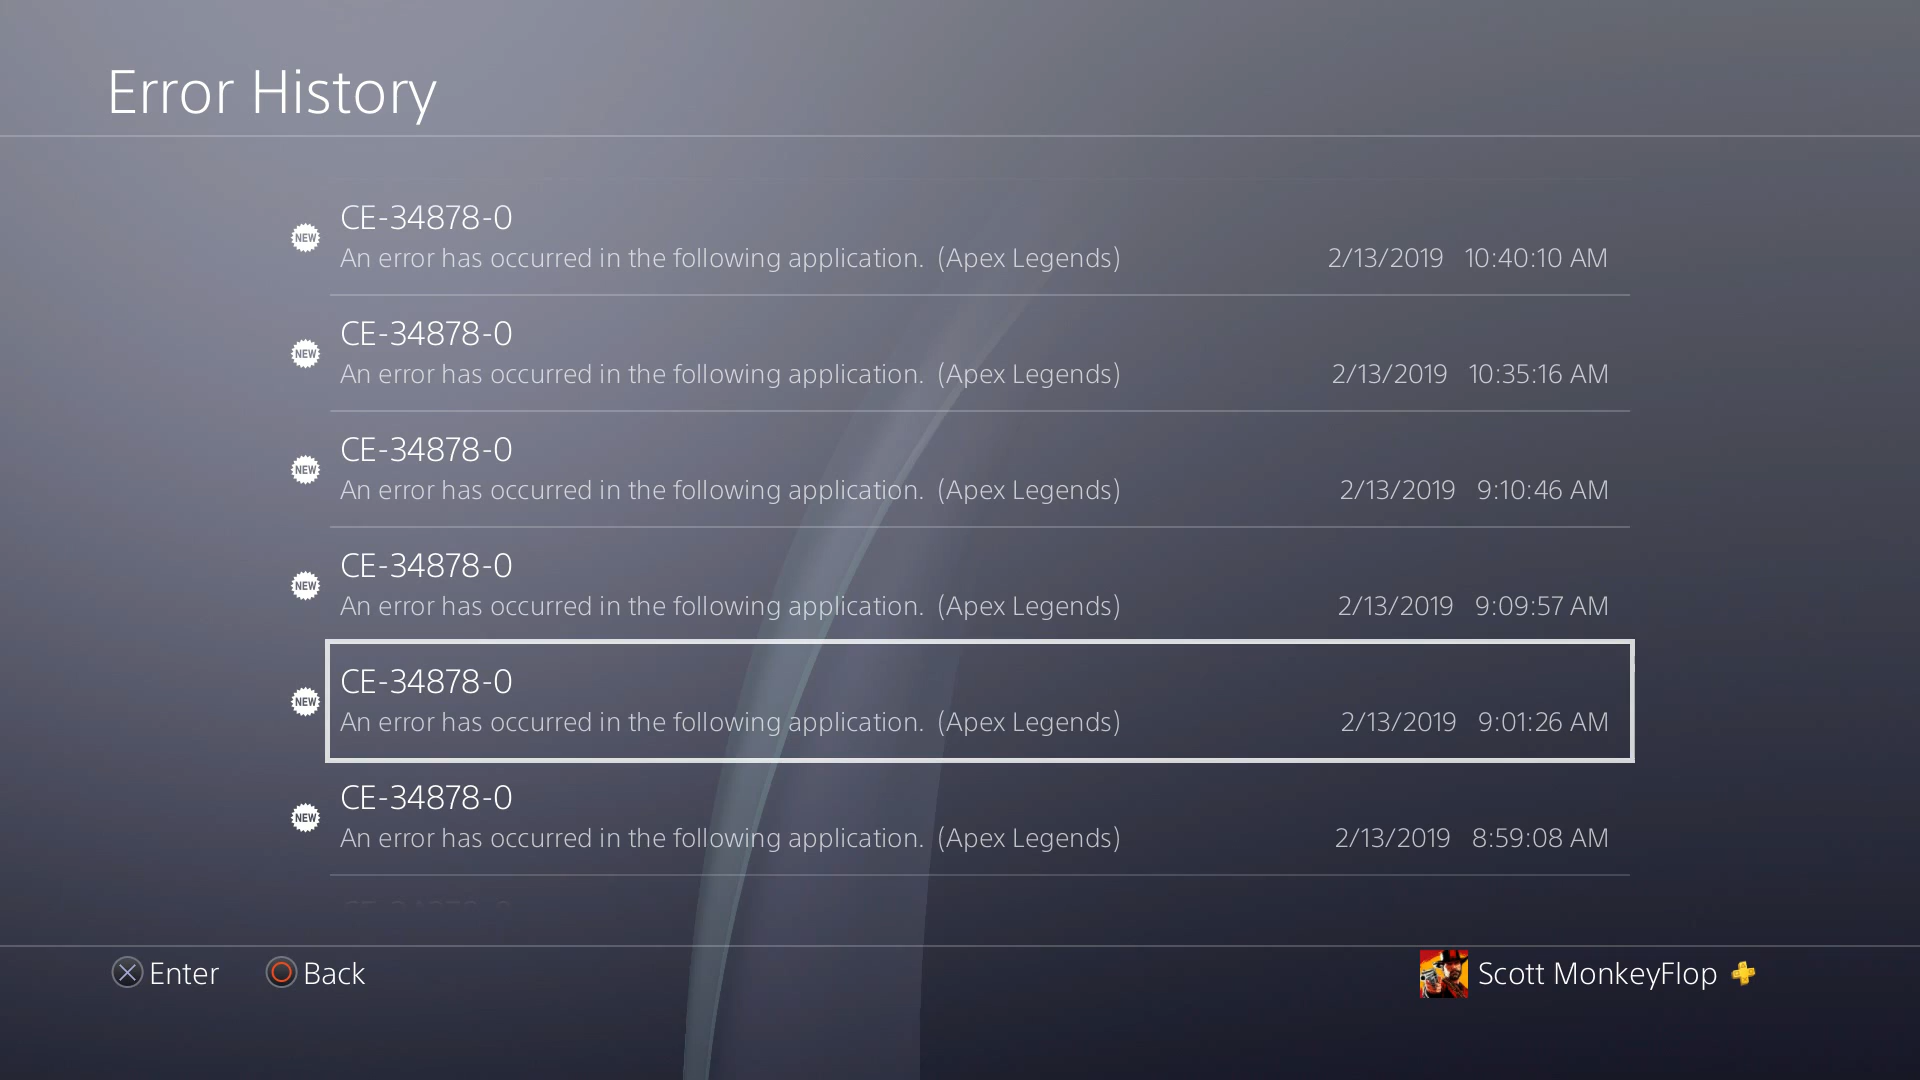 Error History
NEW
CE-34878-0
An error has occurred in the following application. (Apex Legends) 2/13/2019 10:40:10 AM
NEW
CE-34878-0
An error has occurred in the following application. (Apex Legends) 2/13/2019 10:35:16 AM
NEW
CE-34878-0
An error has occurred in the following application. (Apex Legends) 2/13/2019 9:10:46 AM
NEW
CE-34878-0
An error has occurred in the following application. (Apex Legends) 2/13/2019 9:09:57 AM
NEW
CE-34878-0
An error has occurred in the following application. (Apex Legends) 2/13/2019 9:01:26 AM
NEW
CE-34878-0
An error has occurred in the following application. (Apex Legends) 2/13/2019 8:59:08 AM
Enter Back Scott MonkeyFlop